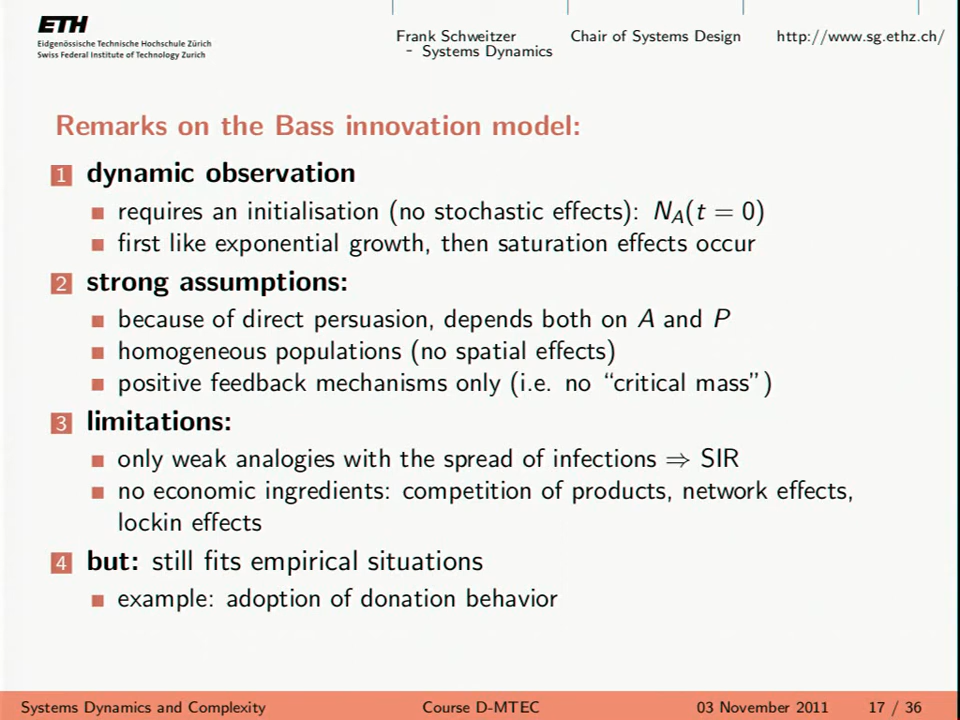 ETH
Eidgenössische Technische Hochschule Zürich
Swiss Federal Institute of Technology Zurich
Frank Schweitzer
- Systems Dynamics
Chair of Systems Design
http://www.sg.ethz.ch/
Remarks on the Bass innovation model:
1 dynamic observation
requires an initialisation (no stochastic effects): N_A(t = 0)
first like exponential growth, then saturation effects occur
2 strong assumptions:
because of direct persuasion, depends both on A and P
homogeneous populations (no spatial effects)
positive feedback mechanisms only (i.e. no “critical mass”)
3 limitations:
only weak analogies with the spread of infections ⇒ SIR
no economic ingredients: competition of products, network effects,
lockin effects
4 but: still fits empirical situations
example: adoption of donation behavior
Systems Dynamics and Complexity
Course D-MTEC
03 November 2011
17 / 36